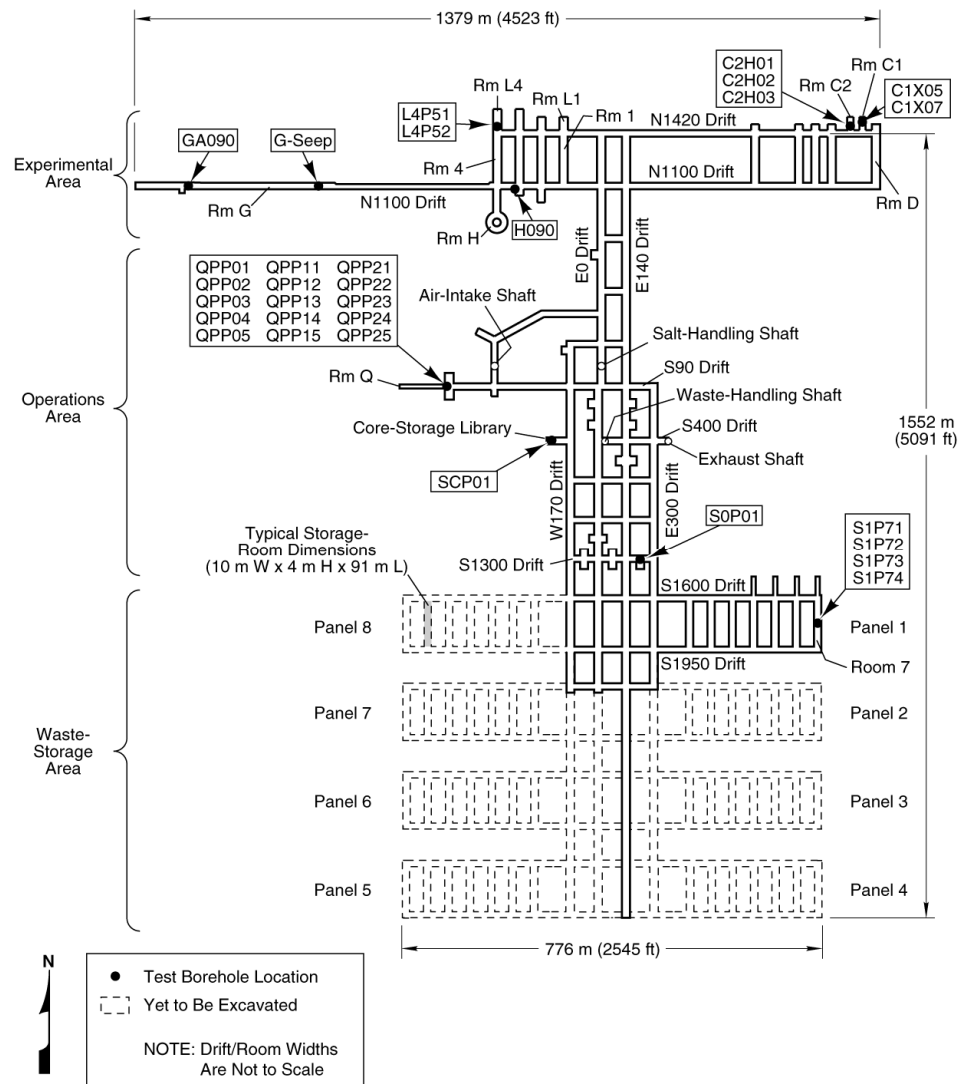 1379 m (4523 ft)
C2H01
C2H02
C2H03
Rm C1
Rm C2
C1X05
C1X07
Rm L4
L4P51
L4P52
Rm L1
Rm 1
N1420 Drift
Experimental
Area
GA090
G-Seep
Rm 4
N1100 Drift
Rm G
N1100 Drift
Rm D
Rm H
H090
E0 Drift
E140 Drift
QPP01 QPP11 QPP21
QPP02 QPP12 QPP22
QPP03 QPP13 QPP23
QPP04 QPP14 QPP24
QPP05 QPP15 QPP25
Air-Intake Shaft
Salt-Handling Shaft
Rm Q
S90 Drift
Operations
Area
Waste-Handling Shaft
1552 m
(5091 ft)
Core-Storage Library
S400 Drift
Exhaust Shaft
SCP01
W170 Drift
E300 Drift
S0P01
Typical Storage-
Room Dimensions
(10 m W x 4 m H x 91 m L)
S1300 Drift
S1P71
S1P72
S1P73
S1P74
S1600 Drift
Panel 8
Panel 1
Room 7
S1950 Drift
Panel 7
Panel 2
Waste-
Storage
Area
Panel 6
Panel 3
Panel 5
Panel 4
776 m (2545 ft)
N
Test Borehole Location
Yet to Be Excavated
NOTE: Drift/Room Widths
Are Not to Scale